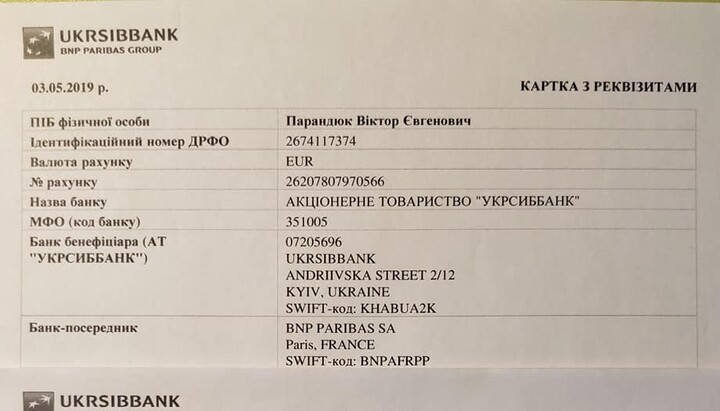 UKRSIBBANK
BNP PARIBAS GROUP
03.05.2019 р.
КАРТКА З РЕКВІЗИТАМИ
ПІБ фізичної особи Парандюк Віктор Євгенович
Ідентифікаційний номер ДРФО 2674117374
Валюта рахунку EUR
№ рахунку 26207807970566
Назва банку АКЦІОНЕРНЕ ТОВАРИСТВО "УКРСИББАНК"
МФО (код банку) 351005
Банк бенефіціара (АТ 07205696
"УКРСИББАНК") UKRSIBBANK
ANDRIIVSKA STREET 2/12
KYIV, UKRAINE
SWIFT-код: KHABUA2K
Банк-посередник BNP PARIBAS SA
Paris, FRANCE
SWIFT-код: BNPAFRPP
UKRSIBBANK